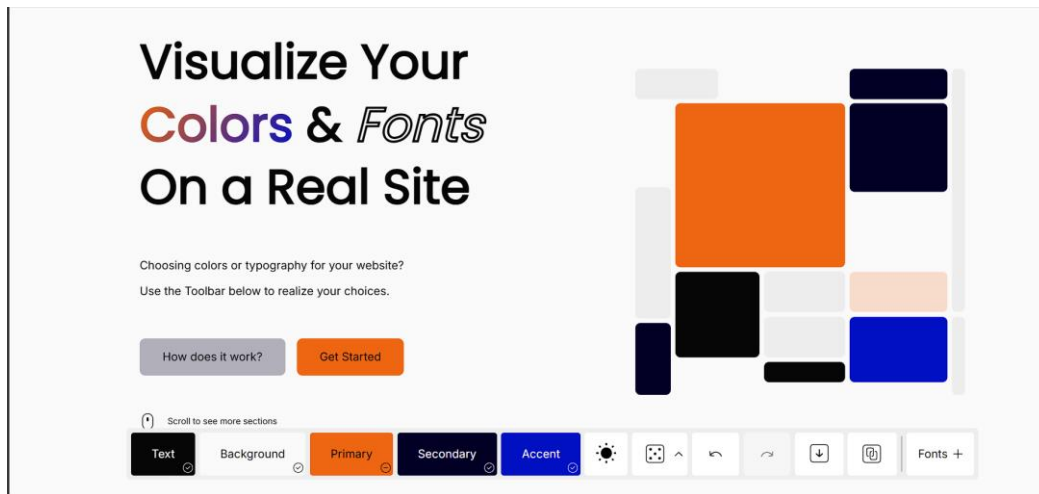 Visualize Your
Colors & Fonts
On a Real Site
Choosing colors or typography for your website?
Use the Toolbar below to realize your choices.
How does it work?
Get Started
Scroll to see more sections
Text
Background
Primary
Secondary
Accent
Fonts +